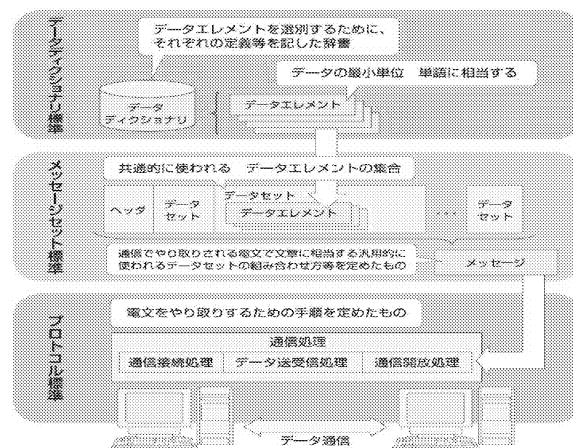 データディクショナリ標準
データエレメントを選別するために、
それぞれの定義等を記した辞書
データの最小単位　単語に相当する
データ
ディクショナリ
データエレメント
メッセージセット標準
共通的に使われる　データエレメントの集合
ヘッダ
データ
セット
データセット
データエレメント
...
データ
セット
通信でやり取りされる電文で文章に相当する汎用的に
使われるデータセットの組み合わせ方等を定めたもの
メッセージ
プロトコル標準
電文をやり取りするための手順を定めたもの
通信処理
通信接続処理
データ送受信処理
通信開放処理
データ通信